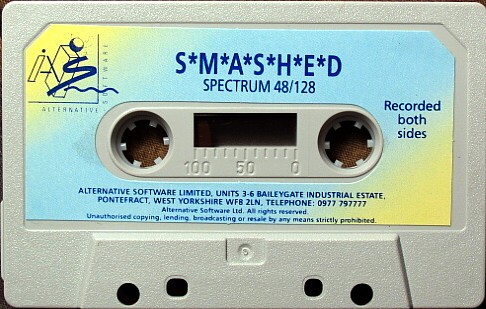 S*M*A*S*H*E*D
SPECTRUM 48/128
ALTERNATIVE SOFTWARE
Recorded
both
sides
100 50 0
ALTERNATIVE SOFTWARE LIMITED, UNITS 3-6 BAILEYGATE INDUSTRIAL ESTATE,
PONTEFRACT, WEST YORKSHIRE WF8 2LN, TELEPHONE: 0977 797777
Alternative Software Ltd. All rights reserved.
Unauthorised copying, lending, broadcasting or resale by any means strictly prohibited.